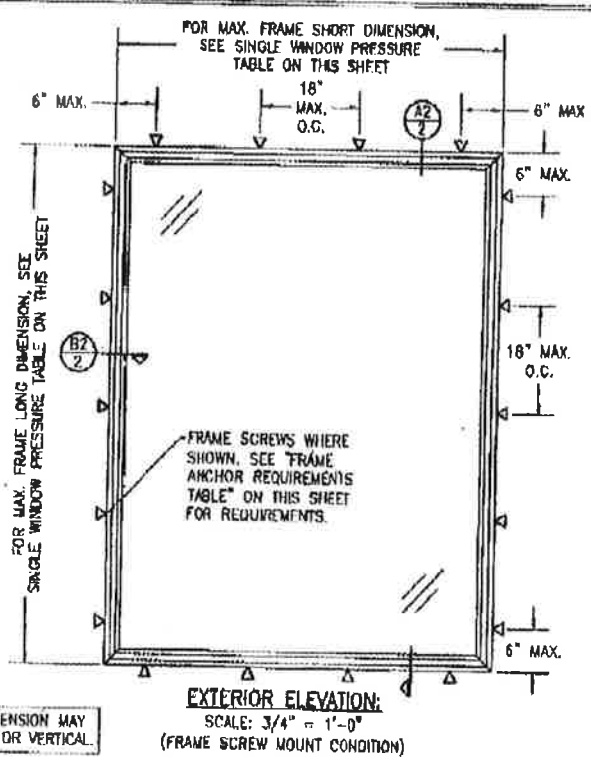 FOR MAX. FRAME SHORT DIMENSION,
SEE SINGLE WINDOW PRESSURE
TABLE ON THIS SHEET
6" MAX.
18"
MAX.
O.C.
A2
2
6" MAX
6" MAX.
FOR MAX. FRAME LONG DIMENSION, SEE
SINGLE WINDOW PRESSURE TABLE ON THIS SHEET
B2
2
18" MAX.
O.C.
FRAME SCREWS WHERE
SHOWN. SEE "FRAME
ANCHOR REQUIREMENTS
TABLE" ON THIS SHEET
FOR REQUIREMENTS.
6" MAX.
EXTERIOR ELEVATION:
SCALE: 3/4" = 1'-0"
(FRAME SCREW MOUNT CONDITION)
ENSION MAY
OR VERTICAL.